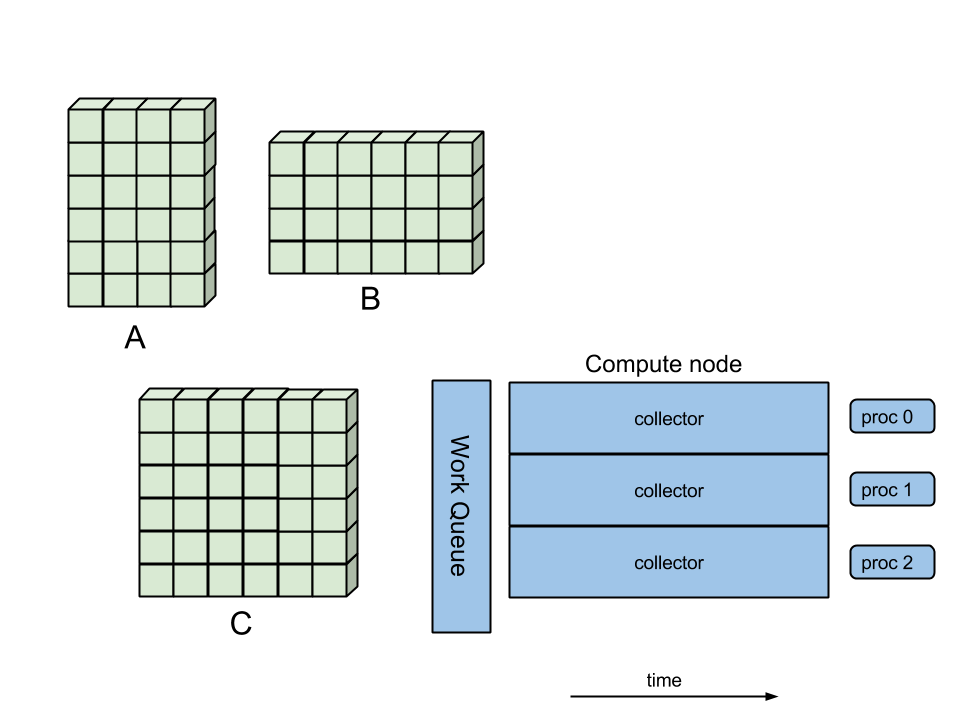 A
B
C
Compute node
Work Queue
collector
proc 0
collector
proc 1
collector
proc 2
time